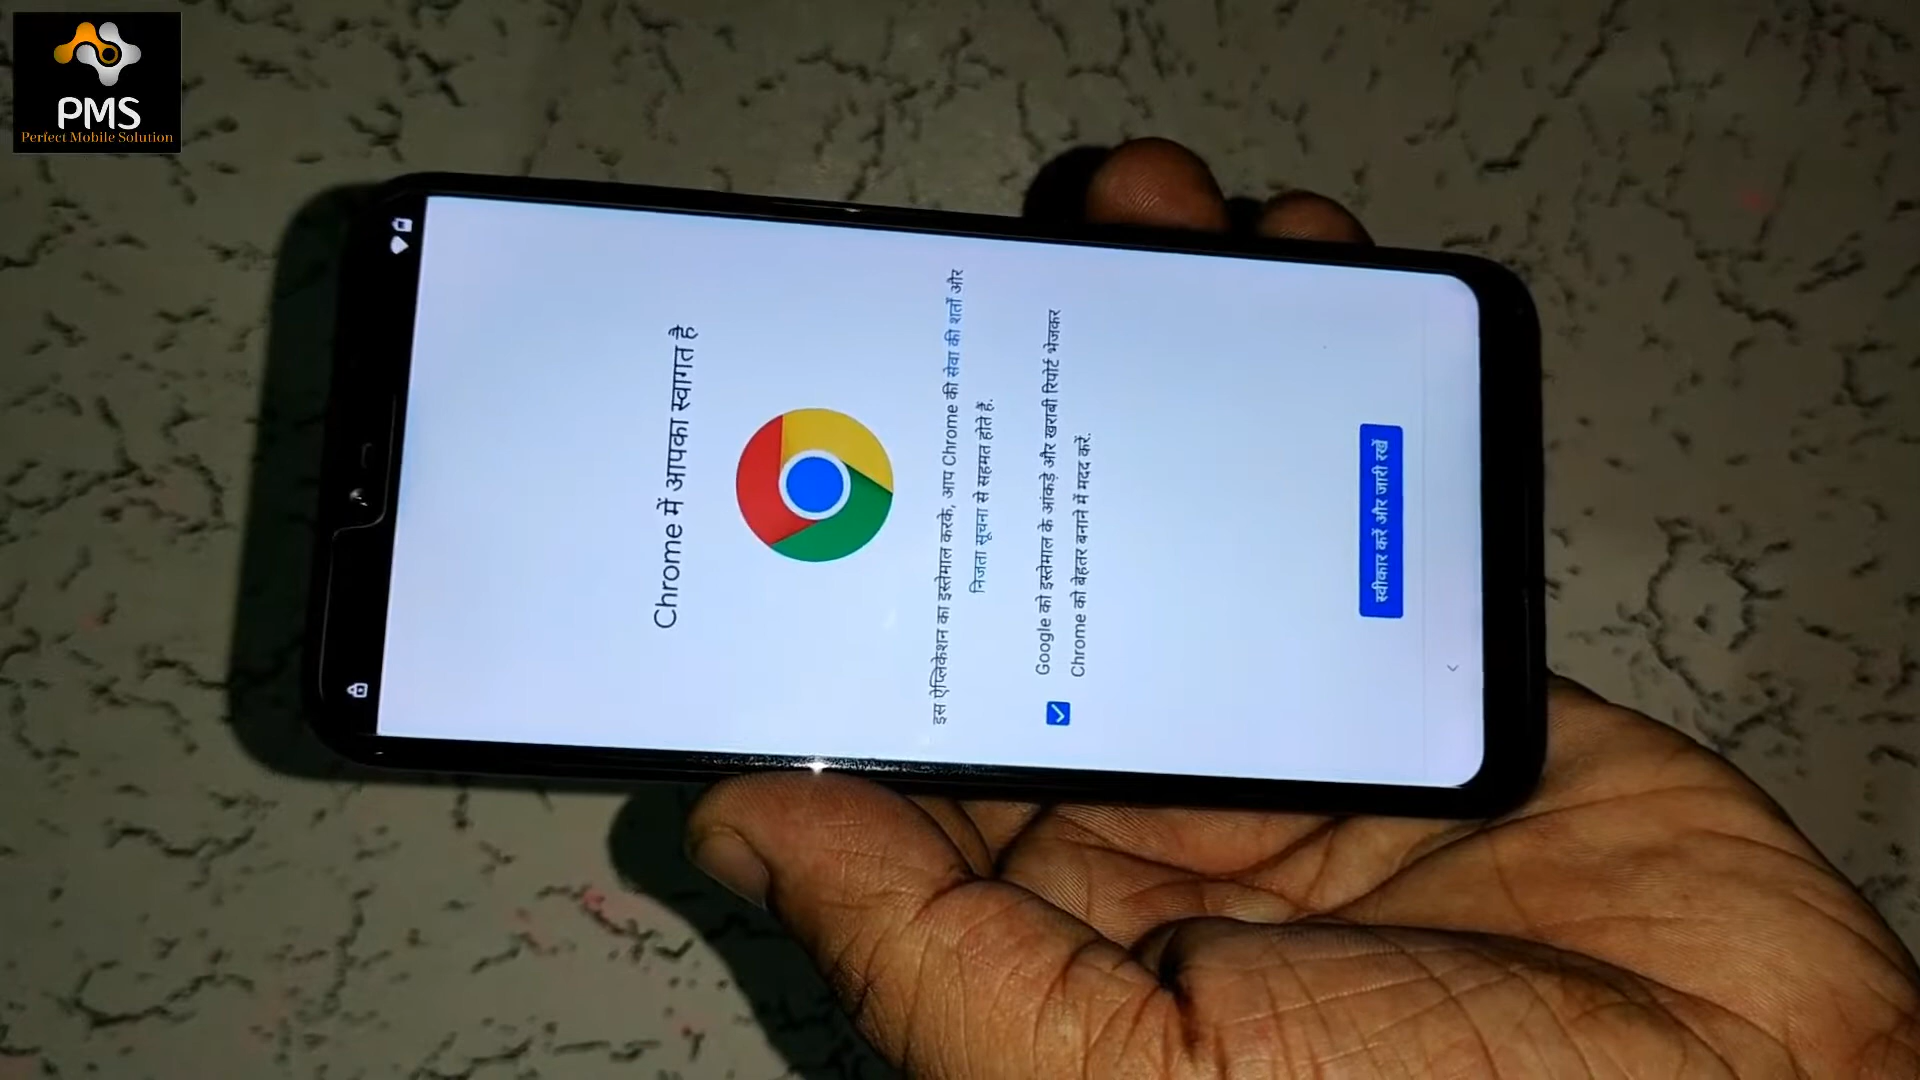 PMS
Perfect Mobile Solution
Chrome में आपका स्वागत है
इस ऐप्लिकेशन का इस्तेमाल करके, आप Chrome की सेवा की शर्तों और
निजता सूचना से सहमत होते हैं.
Google को इस्तेमाल के आंकड़े और खराबी रिपोर्ट भेजकर
Chrome को बेहतर बनाने में मदद करें.
स्वीकार करें और जारी रखें